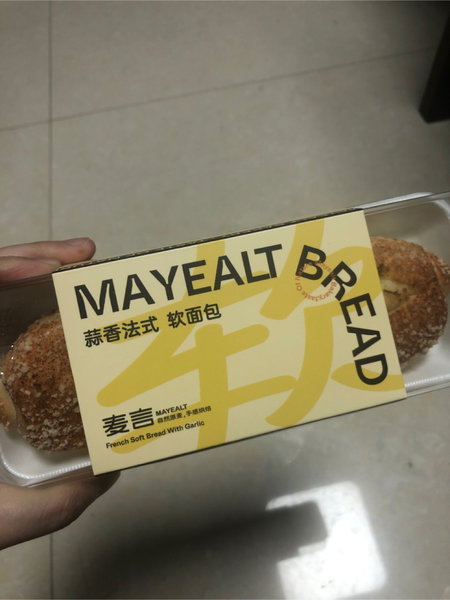 MAYEALT BREAD
蒜香法式 软面包
软
麦言 MAYEALT
自然原麦,手感烘焙
French Soft Bread With Garlic